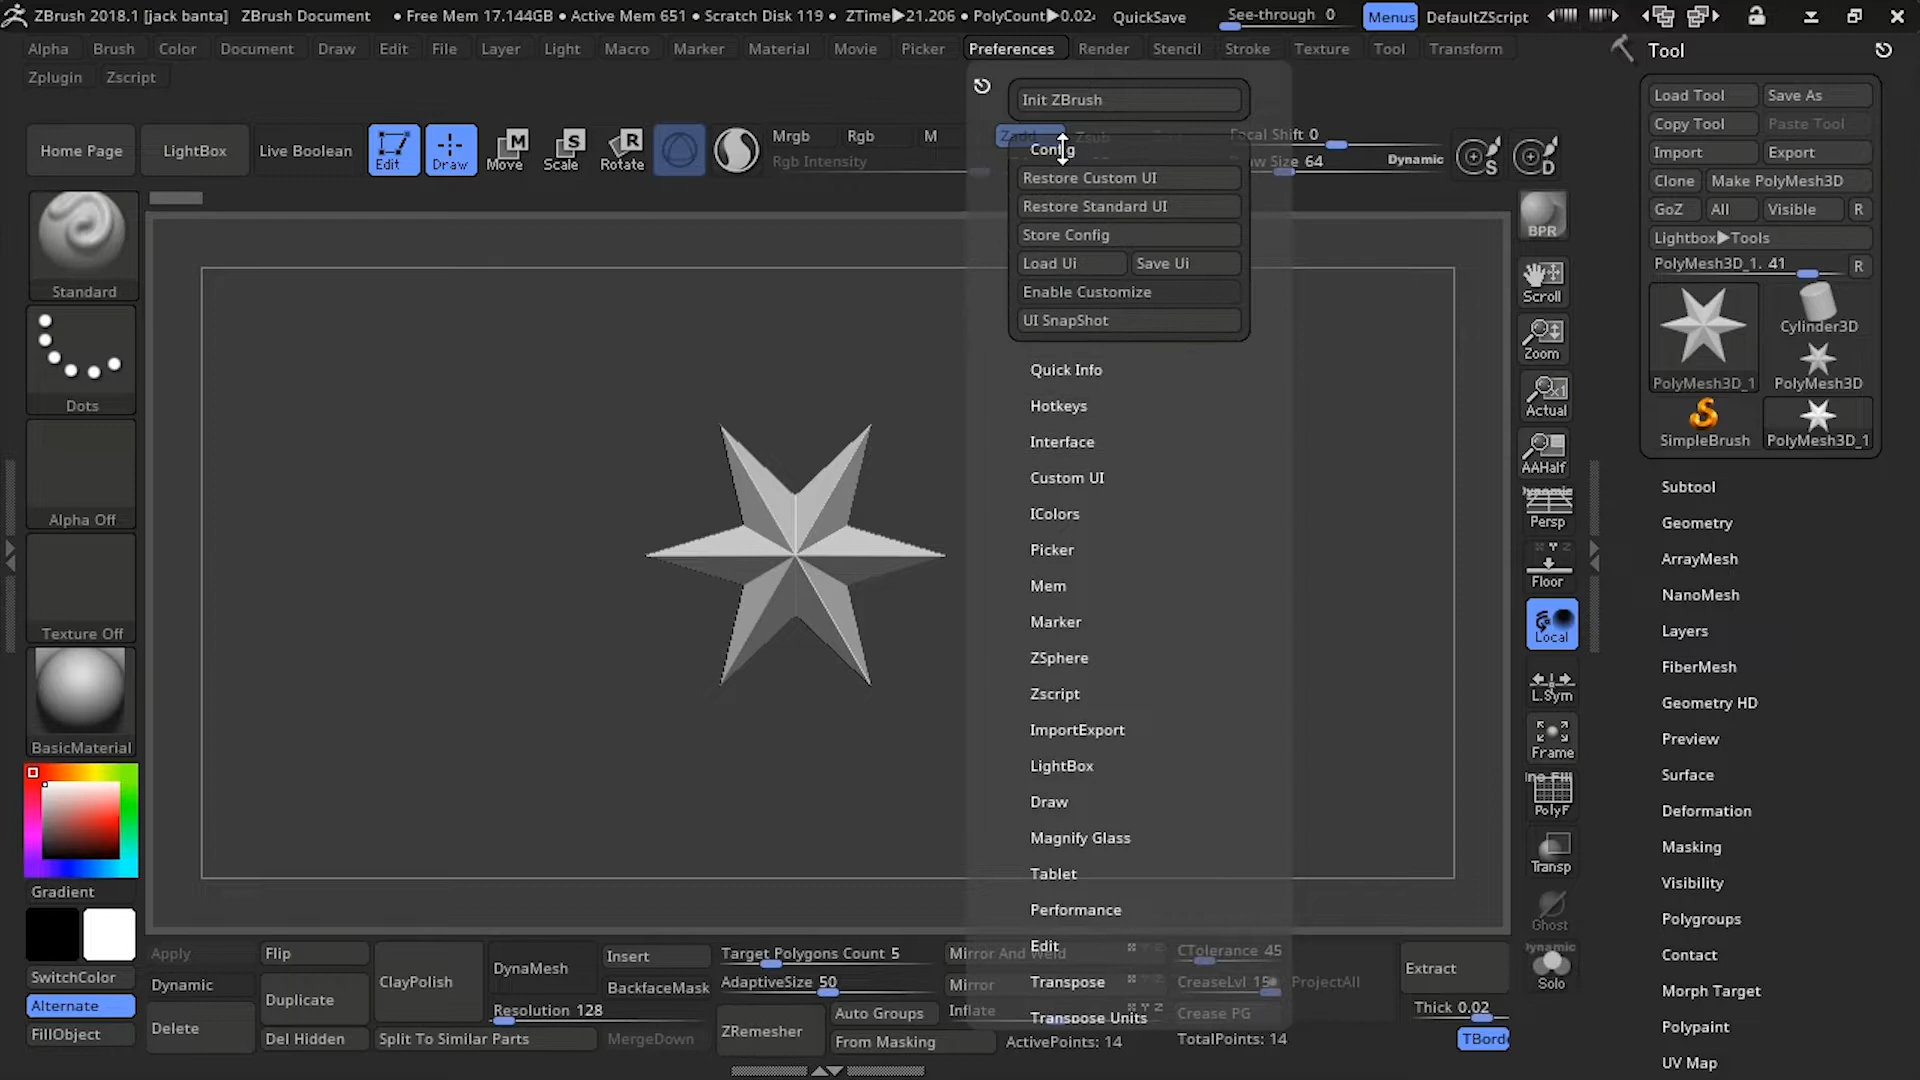 ZBrush 2018.1 [jack banta] ZBrush Document • Free Mem 17.144GB • Active Mem 651 • Scratch Disk 119 • ZTime▶21.206 • PolyCount▶0.02 QuickSave See-through 0 Menus DefaultZScript
Alpha Brush Color Document Draw Edit File Layer Light Macro Marker Material Movie Picker Preferences Render Stencil Stroke Texture Tool Transform
Zplugin Zscript
Home Page LightBox Live Boolean Edit Draw Move Scale Rotate
M S R
Mrgb Rgb M
Rgb Intensity
Zadd Zsub
Focal Shift 0
Draw Size 64 Dynamic
S D
Init ZBrush
Config
Restore Custom UI
Restore Standard UI
Store Config
Load Ui Save Ui
Enable Customize
UI SnapShot
Quick Info
Hotkeys
Interface
Custom UI
IColors
Picker
Mem
Marker
ZSphere
Zscript
ImportExport
LightBox
Draw
Magnify Glass
Tablet
Performance
Edit
Transpose
Transpose Units
Standard
Dots
Alpha Off
Texture Off
BasicMaterial
Gradient
SwitchColor
Alternate
FillObject
BPR
Scroll
Zoom
Actual
AAHalf
Dynamic
Persp
Floor
Local
L.Sym
Frame
PolyF
Transp
Ghost
Dynamic
Solo
Tool
Load Tool Save As
Copy Tool Paste Tool
Import Export
Clone Make PolyMesh3D
GoZ All Visible R
Lightbox▶Tools
PolyMesh3D_1. 41 R
PolyMesh3D_1
Cylinder3D
PolyMesh3D
SimpleBrush
PolyMesh3D_1
Subtool
Geometry
ArrayMesh
NanoMesh
Layers
FiberMesh
Geometry HD
Preview
Surface
Deformation
Masking
Visibility
Polygroups
Contact
Morph Target
Polypaint
UV Map
Apply
Dynamic
Delete
Flip
Duplicate
Del Hidden
ClayPolish
Split To Similar Parts
DynaMesh
Resolution 128
Insert
BackfaceMask
MergeDown
Target Polygons Count 5
AdaptiveSize 50
ZRemesher
Auto Groups
From Masking
Mirror And Weld
Mirror
Inflate
ActivePoints: 14
CTolerance 45
CreaseLvl 15
Crease PG
TotalPoints: 14
ProjectAll
Extract
Thick 0.02
TBord